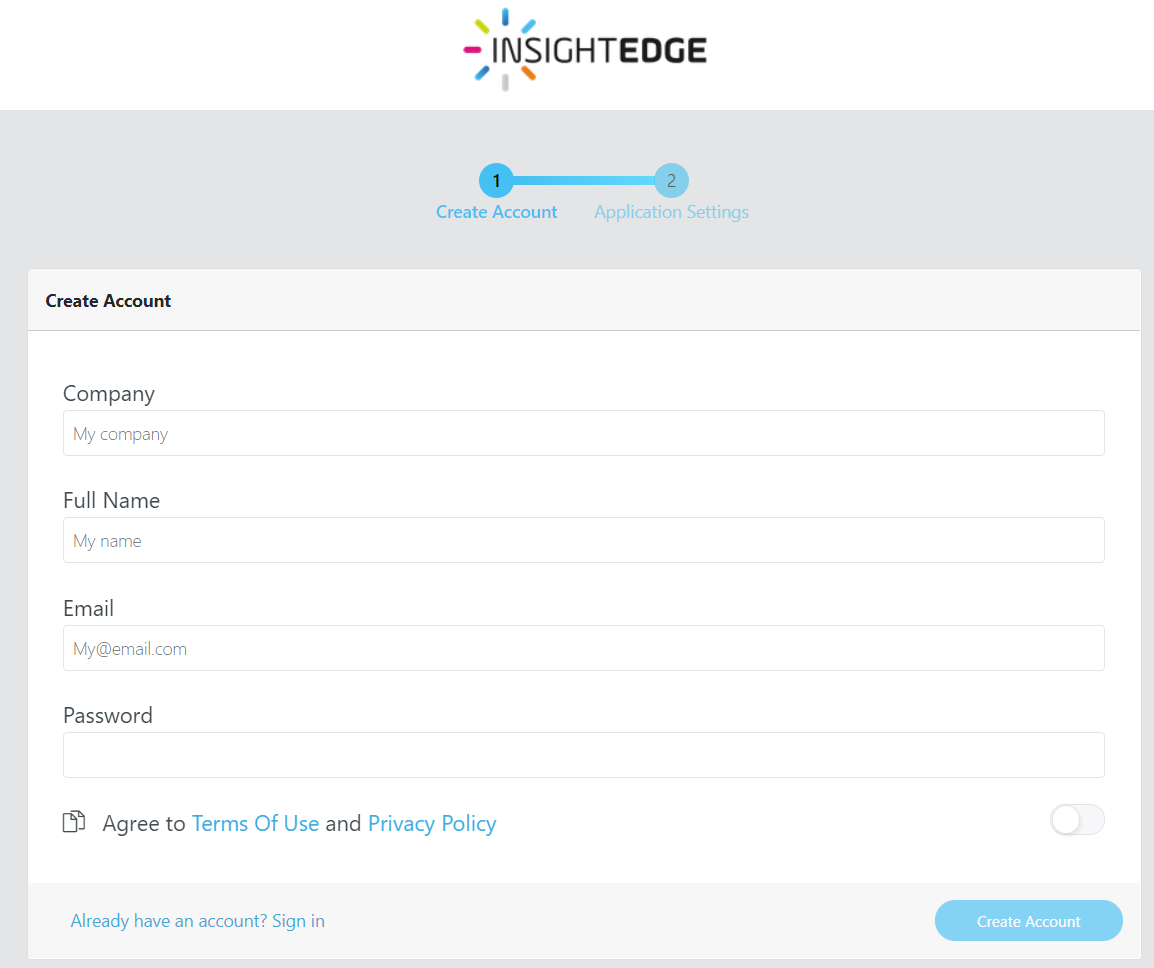 INSIGHTEDGE
1 2
Create Account Application Settings
Create Account
Company
My company
Full Name
My name
Email
My@email.com
Password
Agree to Terms Of Use and Privacy Policy
Already have an account? Sign in Create Account